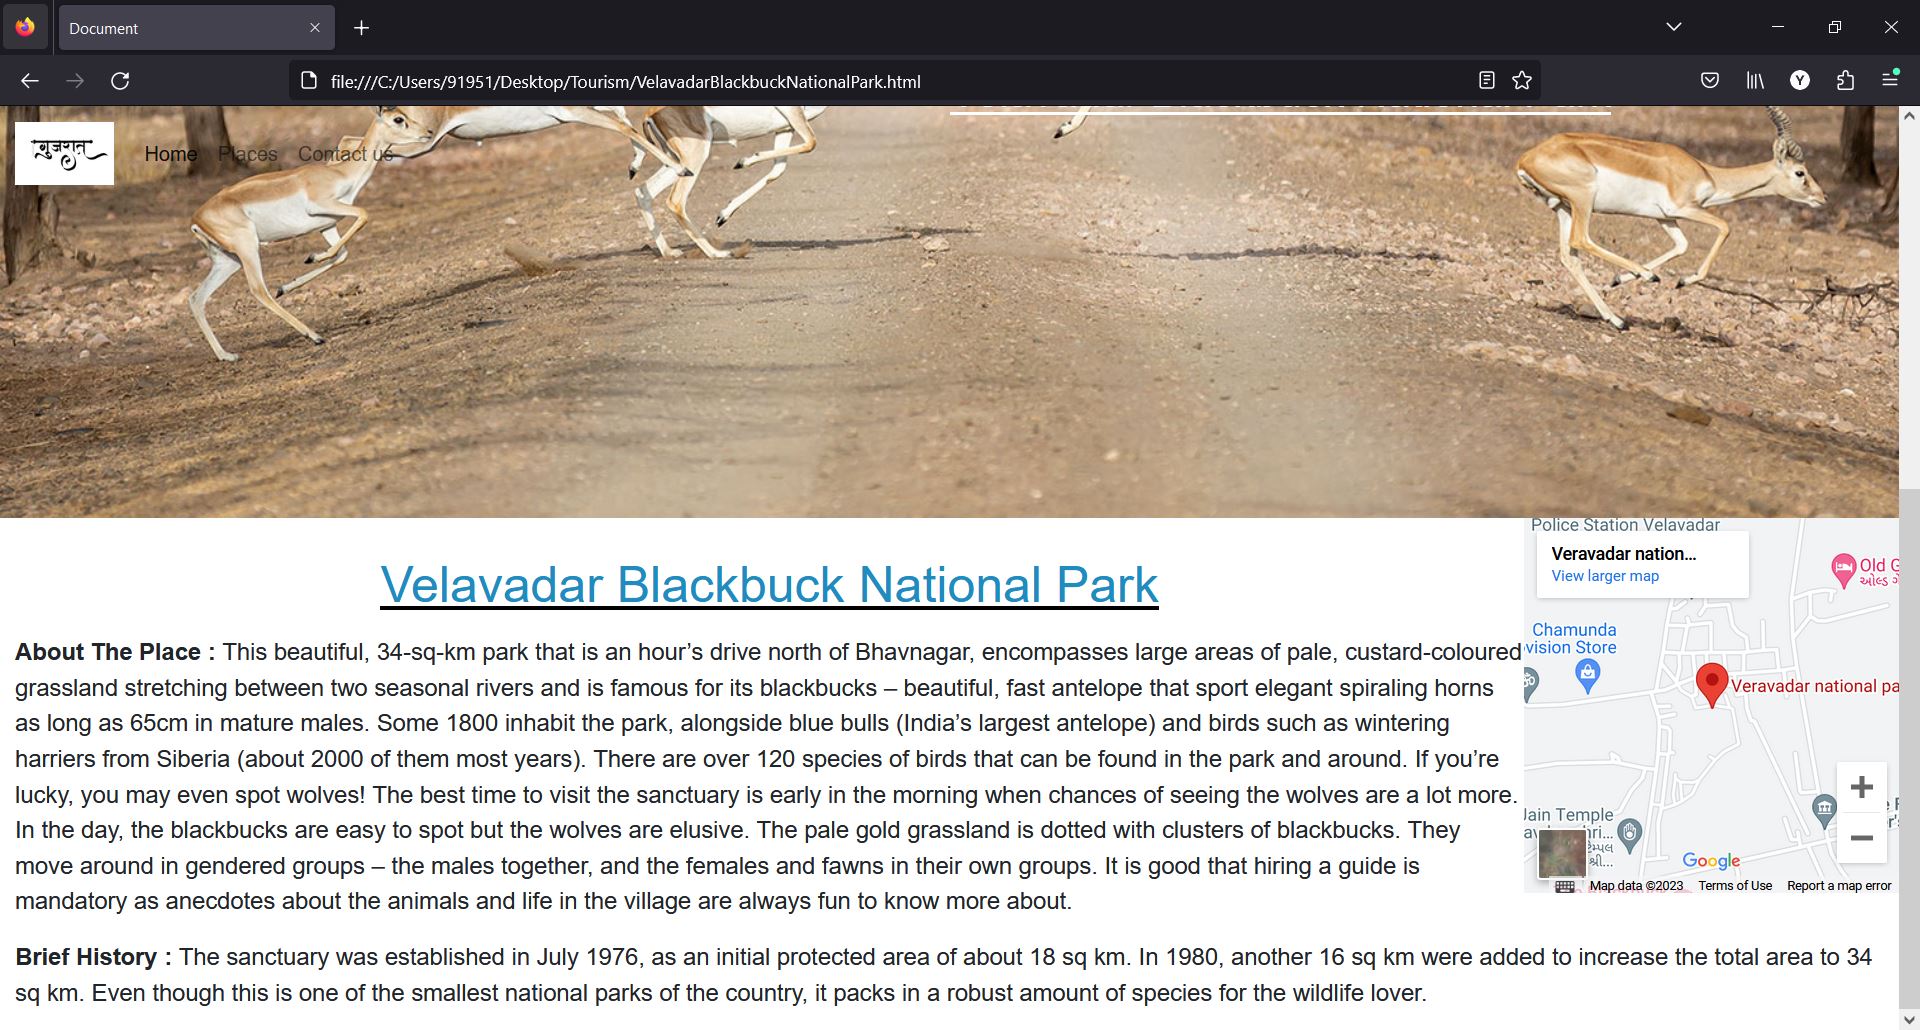 Document
file:///C:/Users/91951/Desktop/Tourism/VelavadarBlackbuckNationalPark.html
Y
गुजरात
Home Places Contact us
Velavadar Blackbuck National Park
About The Place : This beautiful, 34-sq-km park that is an hour’s drive north of Bhavnagar, encompasses large areas of pale, custard-coloured
grassland stretching between two seasonal rivers and is famous for its blackbucks – beautiful, fast antelope that sport elegant spiraling horns
as long as 65cm in mature males. Some 1800 inhabit the park, alongside blue bulls (India’s largest antelope) and birds such as wintering
harriers from Siberia (about 2000 of them most years). There are over 120 species of birds that can be found in the park and around. If you’re
lucky, you may even spot wolves! The best time to visit the sanctuary is early in the morning when chances of seeing the wolves are a lot more.
In the day, the blackbucks are easy to spot but the wolves are elusive. The pale gold grassland is dotted with clusters of blackbucks. They
move around in gendered groups – the males together, and the females and fawns in their own groups. It is good that hiring a guide is
mandatory as anecdotes about the animals and life in the village are always fun to know more about.
Brief History : The sanctuary was established in July 1976, as an initial protected area of about 18 sq km. In 1980, another 16 sq km were added to increase the total area to 34
sq km. Even though this is one of the smallest national parks of the country, it packs in a robust amount of species for the wildlife lover.
Police Station Velavadar
Veravadar nation...
View larger map
Old
ઓલ્ડ
Chamunda
vision Store
Veravadar national pa
Jain Temple
Google
Map data ©2023 Terms of Use Report a map error